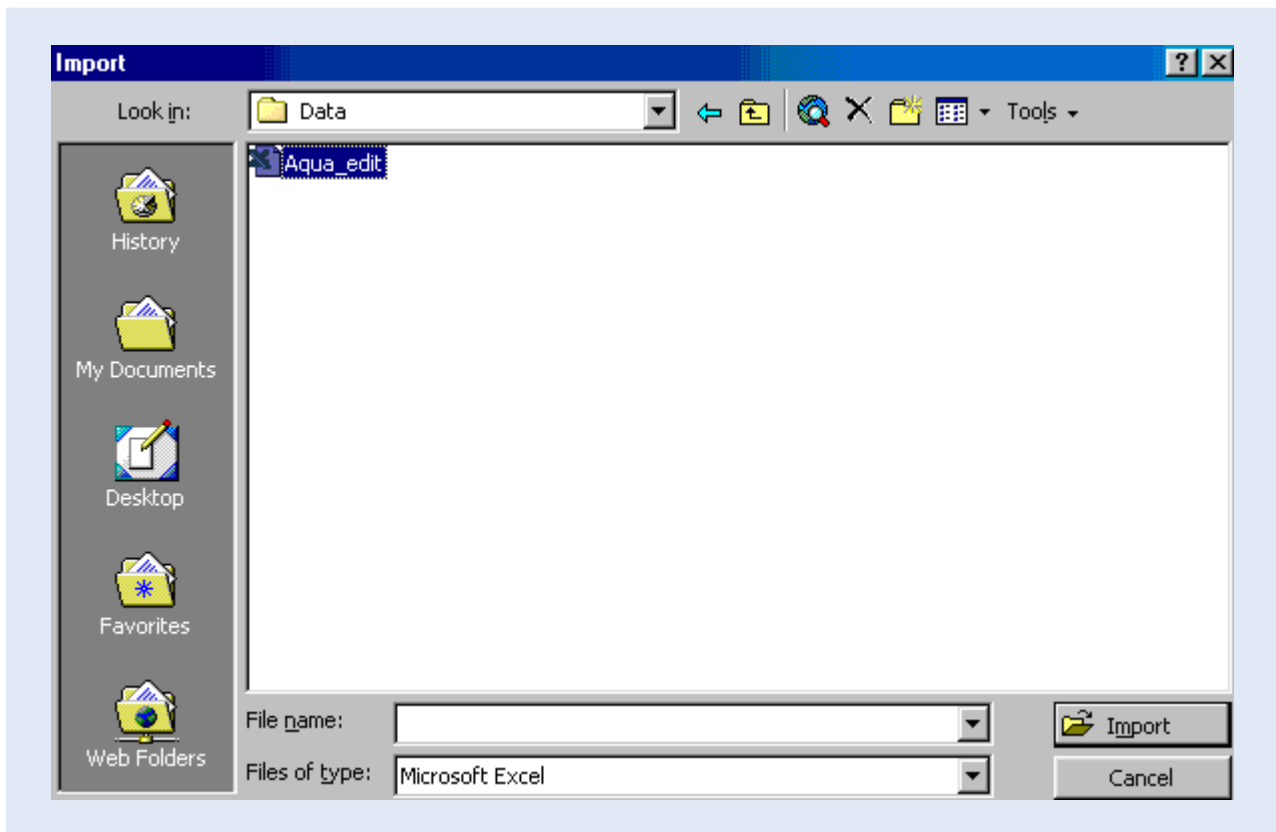 Import
Look in: Data Tools
Aqua_edit
History
My Documents
Desktop
Favorites
Web Folders
File name: Import
Files of type: Microsoft Excel Cancel